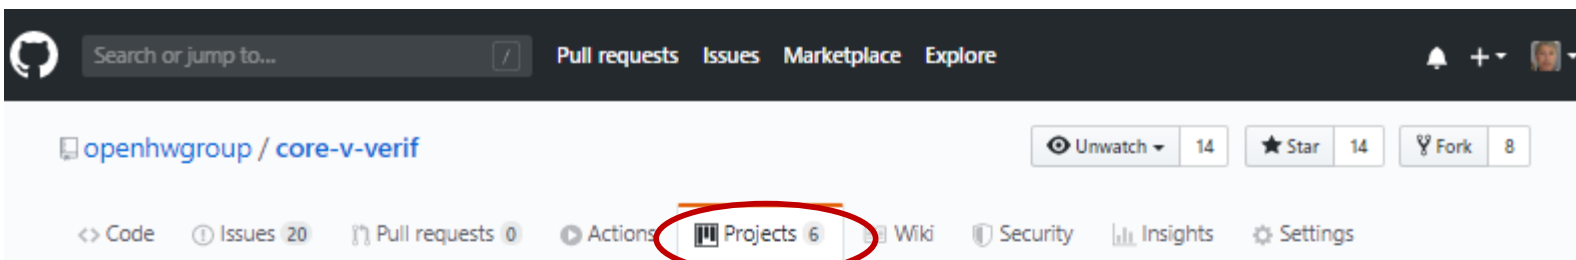 Search or jump to... / Pull requests Issues Marketplace Explore
openhwgroup / core-v-verif Unwatch 14 Star 14 Fork 8
<> Code Issues 20 Pull requests 0 Actions Projects 6 Wiki Security Insights Settings